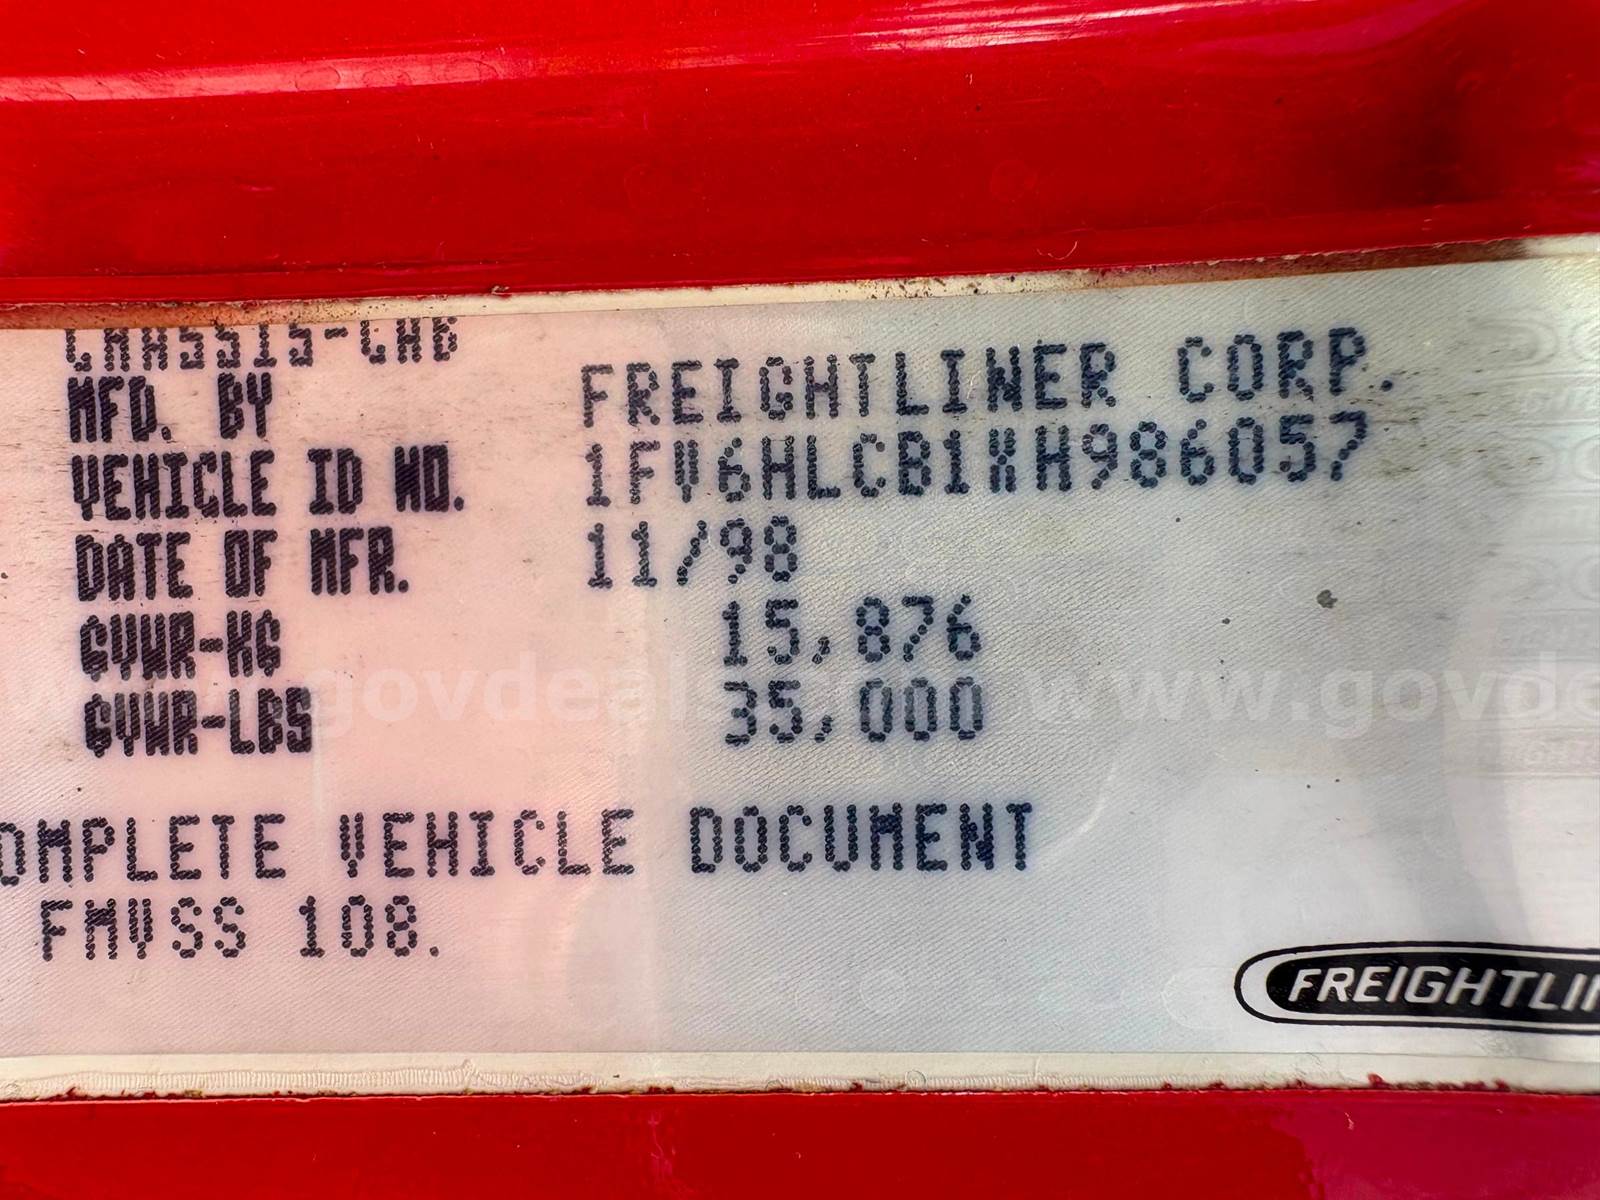 CHASSIS-CAB
MFD. BY FREIGHTLINER CORP.
VEHICLE ID NO. 1FV6HLCB1XH986057
DATE OF MFR. 11/98
GVWR-KG 15,876
GVWR-LBS 35,000
www.govdeals.com www.govde
OMPLETE VEHICLE DOCUMENT
FMVSS 108.
FREIGHTLIN